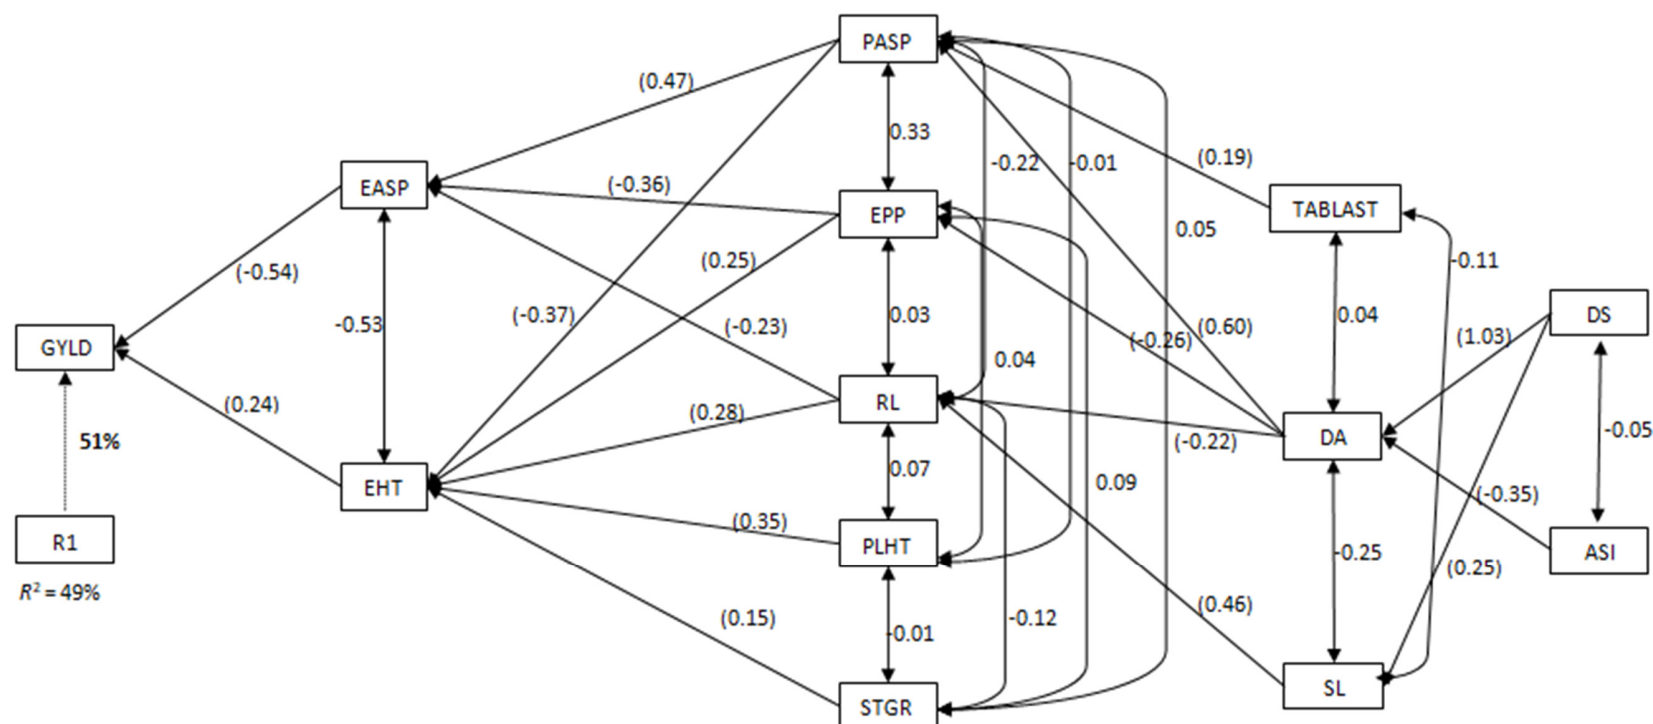 PASP
(0.47)
0.33
-0.22
-0.01
(0.19)
EASP
(-0.36)
EPP
TABLAST
0.05
(-0.54)
(0.25)
-0.11
-0.53
(-0.37)
(-0.23)
0.03
(-0.26)
(0.60)
0.04
DS
(1.03)
GYLD
0.04
(0.24)
(0.28)
RL
51%
(-0.22)
DA
-0.05
EHT
0.07
0.09
(-0.35)
(0.35)
R1
PLHT
-0.25
ASI
(0.25)
R² = 49%
(0.15)
-0.01
-0.12
(0.46)
STGR
SL